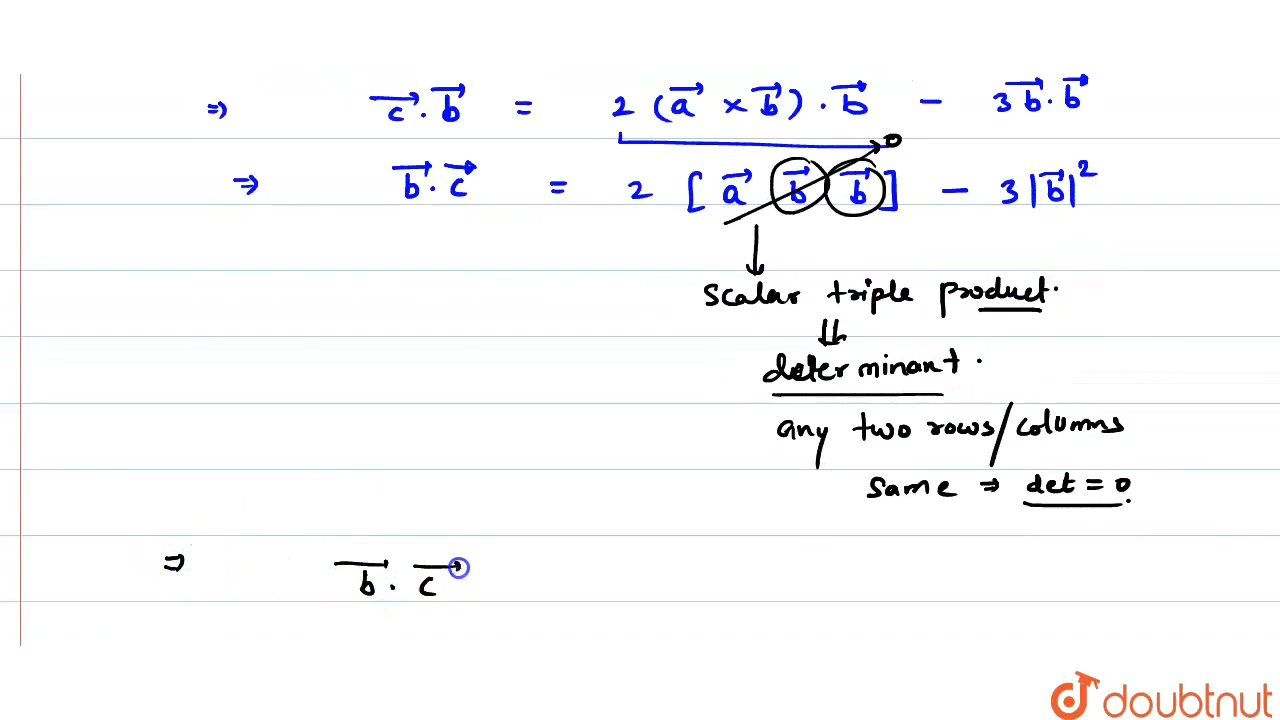 ⇒ c⃗ . b⃗ = 2 (a⃗ × b⃗) . b⃗ − 3 b⃗ . b⃗
0
⇒ b⃗ . c⃗ = 2 [ a⃗ b⃗ b⃗ ] − 3 |b⃗|²
↓
Scalar triple product.
⇓
determinant.
any two rows/columns
same ⇒ det = 0.
⇒ b⃗ . c⃗
doubtnut